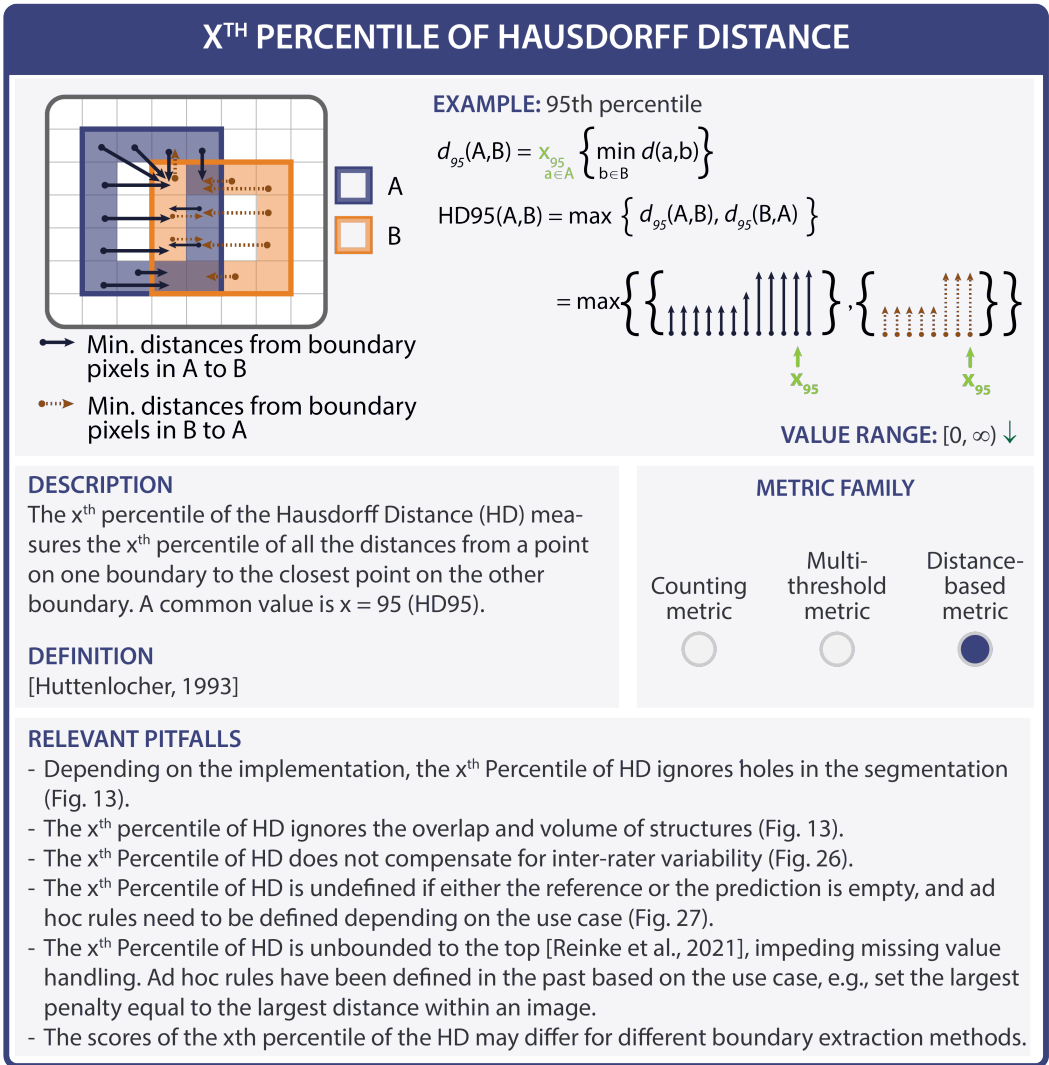 XTH PERCENTILE OF HAUSDORFF DISTANCE
A
B
Min. distances from boundary
pixels in A to B
Min. distances from boundary
pixels in B to A
EXAMPLE: 95th percentile
d95(A,B) = x95 a∈A { min b∈B d(a,b) }
HD95(A,B) = max { d95(A,B), d95(B,A) }
= max { { } , { } }
x95 x95
VALUE RANGE: [0, ∞) ↓
DESCRIPTION
The xth percentile of the Hausdorff Distance (HD) mea-
sures the xth percentile of all the distances from a point
on one boundary to the closest point on the other
boundary. A common value is x = 95 (HD95).
DEFINITION
[Huttenlocher, 1993]
METRIC FAMILY
Counting
metric
Multi-
threshold
metric
Distance-
based
metric
RELEVANT PITFALLS
- Depending on the implementation, the xth Percentile of HD ignores holes in the segmentation
(Fig. 13).
- The xth percentile of HD ignores the overlap and volume of structures (Fig. 13).
- The xth Percentile of HD does not compensate for inter-rater variability (Fig. 26).
- The xth Percentile of HD is undefined if either the reference or the prediction is empty, and ad
hoc rules need to be defined depending on the use case (Fig. 27).
- The xth Percentile of HD is unbounded to the top [Reinke et al., 2021], impeding missing value
handling. Ad hoc rules have been defined in the past based on the use case, e.g., set the largest
penalty equal to the largest distance within an image.
- The scores of the xth percentile of the HD may differ for different boundary extraction methods.